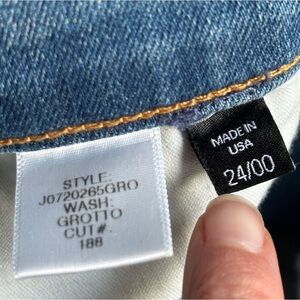 STYLE:
J0720265GRO
WASH:
GROTTO
CUT#:
188
MADE IN
USA
24/00